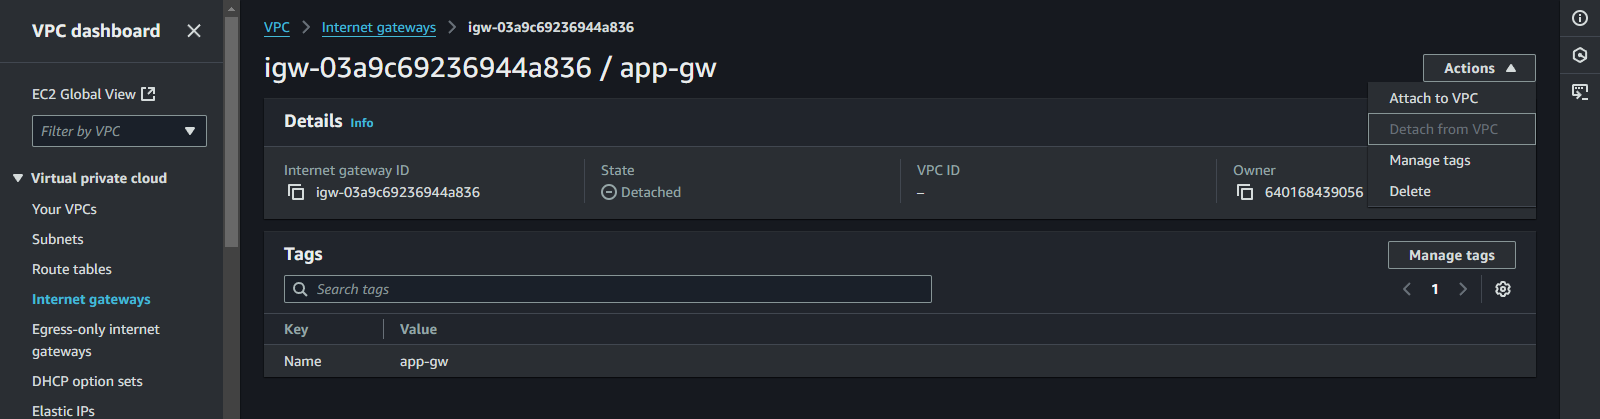 VPC dashboard
EC2 Global View
Filter by VPC
Virtual private cloud
Your VPCs
Subnets
Route tables
Internet gateways
Egress-only internet
gateways
DHCP option sets
Elastic IPs
VPC > Internet gateways > igw-03a9c69236944a836
igw-03a9c69236944a836 / app-gw
Actions
Attach to VPC
Detach from VPC
Manage tags
Delete
Details Info
Internet gateway ID
igw-03a9c69236944a836
State
Detached
VPC ID
–
Owner
640168439056
Tags
Manage tags
Search tags
1
Key Value
Name app-gw